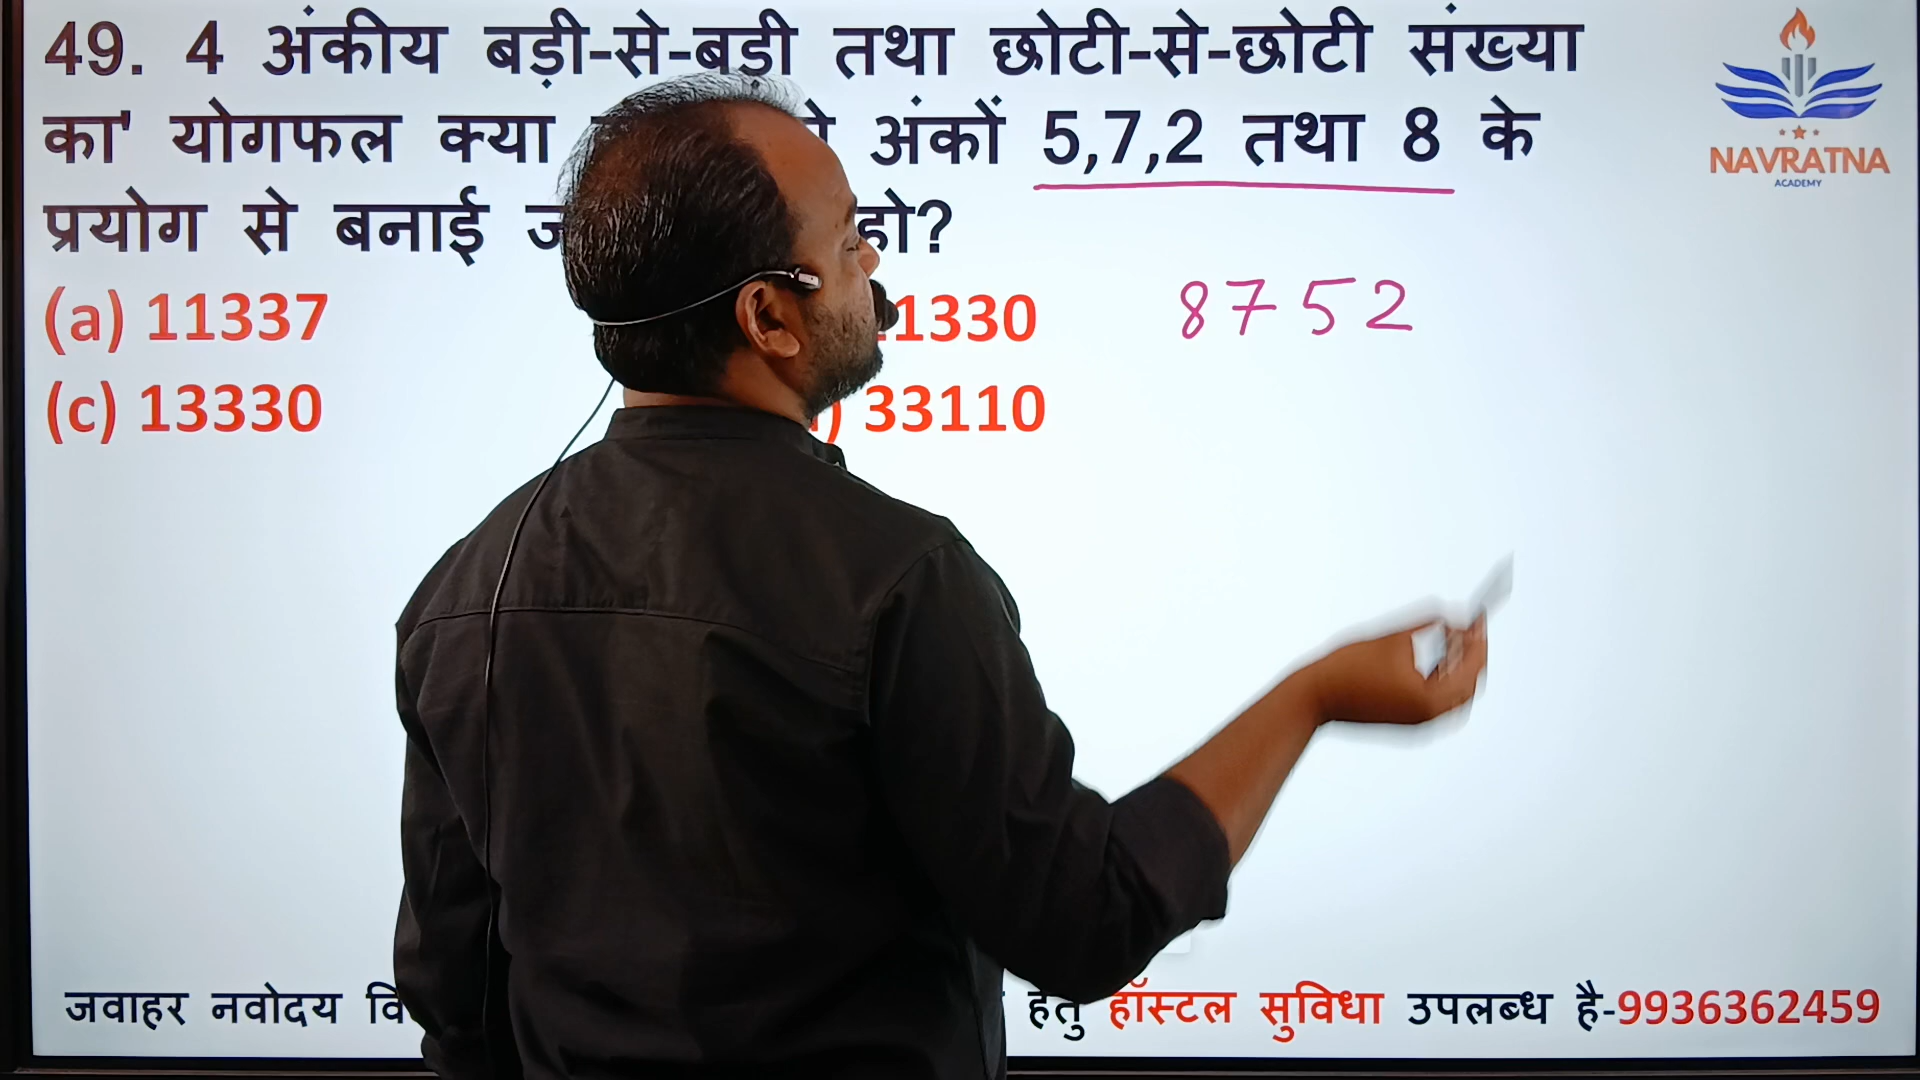 49. 4 अंकीय बड़ी-से-बड़ी तथा छोटी-से-छोटी संख्या
का' योगफल क्या अंकों 5,7,2 तथा 8 के
प्रयोग से बनाई हो?
(a) 11337
1330
(c) 13330
33110
8752
NAVRATNA
ACADEMY
जवाहर नवोदय हेतु हॉस्टल सुविधा उपलब्ध है-9936362459